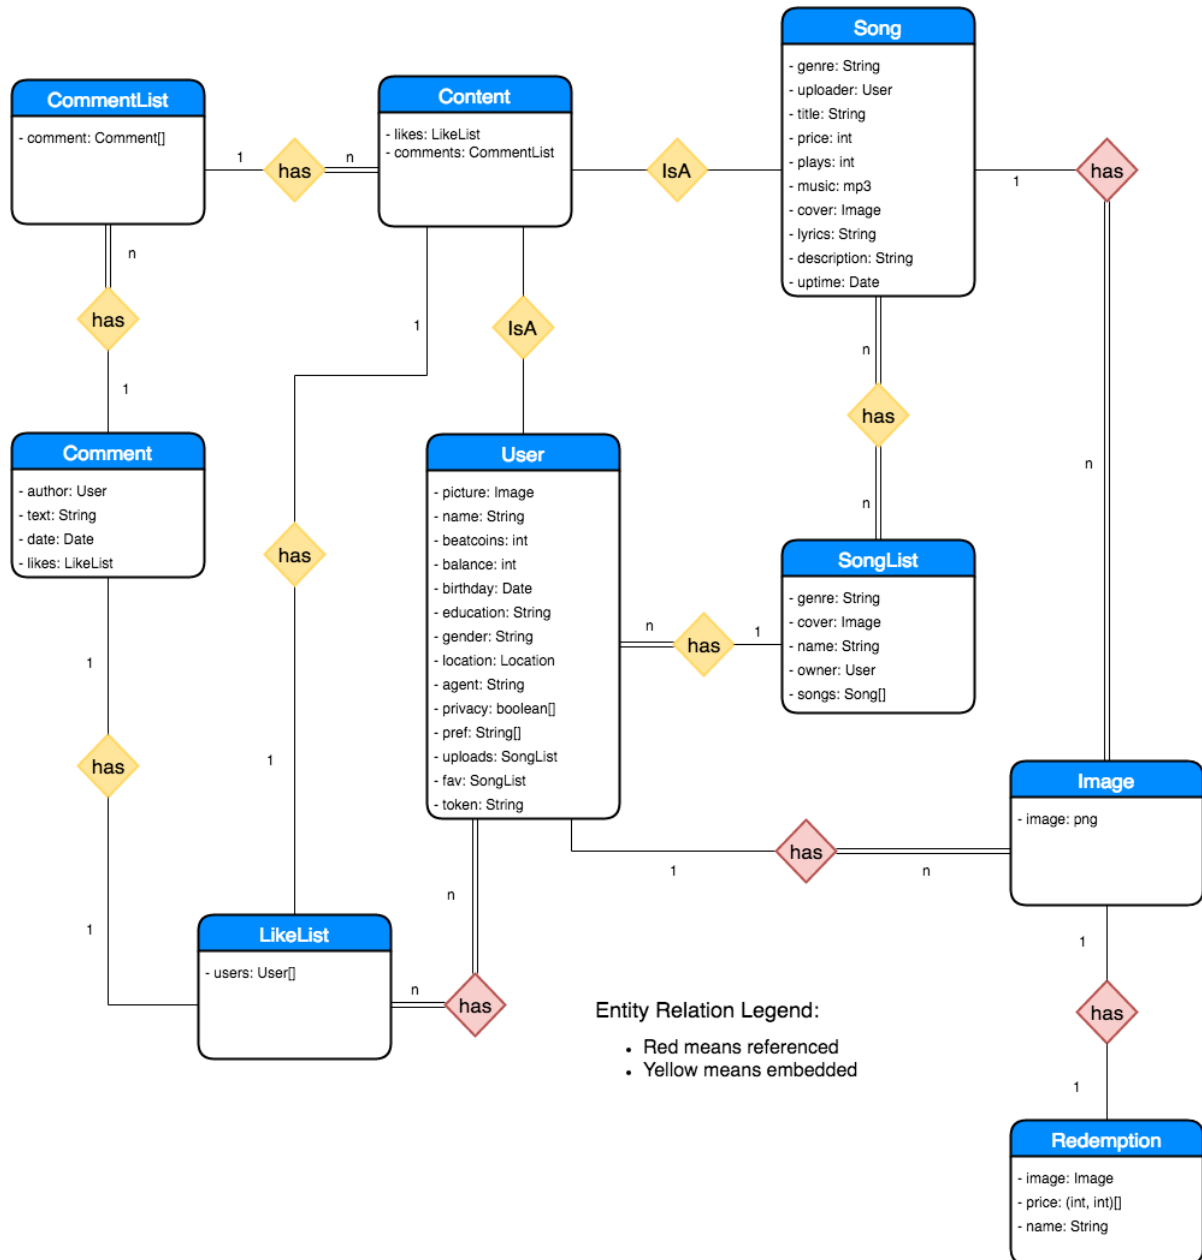 Song
- genre: String
- uploader: User
- title: String
- price: int
- plays: int
- music: mp3
- cover: Image
- lyrics: String
- description: String
- uptime: Date
CommentList
- comment: Comment[]
Content
- likes: LikeList
- comments: CommentList
1
has
n
IsA
1
has
n
has
1
1
IsA
n
has
n
n
Comment
- author: User
- text: String
- date: Date
- likes: LikeList
User
- picture: Image
- name: String
- beatcoins: int
- balance: int
- birthday: Date
- education: String
- gender: String
- location: Location
- agent: String
- privacy: boolean[]
- pref: String[]
- uploads: SongList
- fav: SongList
- token: String
has
SongList
- genre: String
- cover: Image
- name: String
- owner: User
- songs: Song[]
n
has
1
1
has
1
1
Image
- image: png
1
has
n
n
LikeList
- users: User[]
n
has
1
has
1
Entity Relation Legend:
• Red means referenced
• Yellow means embedded
Redemption
- image: Image
- price: (int, int)[]
- name: String